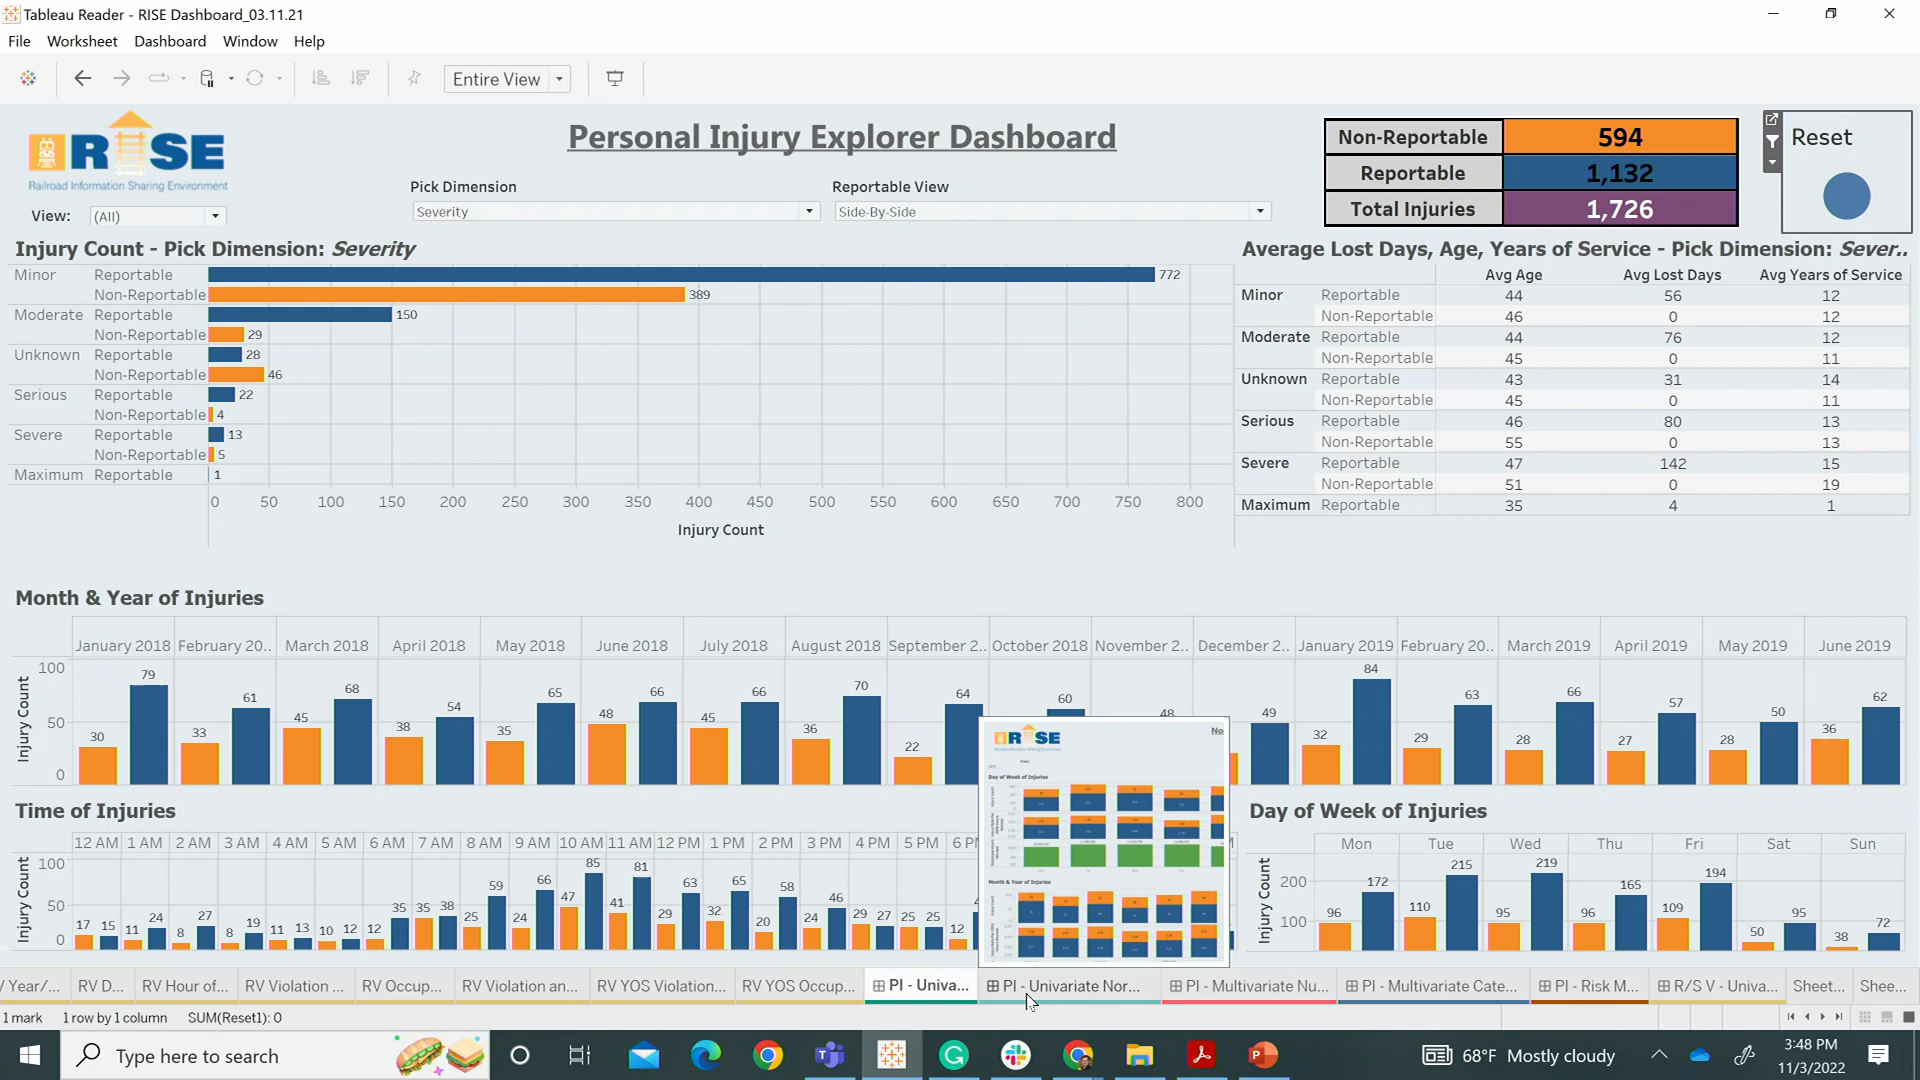 Tableau Reader - RISE Dashboard_03.11.21
File Worksheet Dashboard Window Help
Entire View
RISE
Railroad Information Sharing Environment
Personal Injury Explorer Dashboard
Non-Reportable 594
Reportable 1,132
Total Injuries 1,726
Reset
Pick Dimension Reportable View
View: (All) Severity Side-By-Side
Injury Count - Pick Dimension: Severity
Minor Reportable 772
Non-Reportable 389
Moderate Reportable 150
Non-Reportable 29
Unknown Reportable 28
Non-Reportable 46
Serious Reportable 22
Non-Reportable 4
Severe Reportable 13
Non-Reportable 5
Maximum Reportable 1
0 50 100 150 200 250 300 350 400 450 500 550 600 650 700 750 800
Injury Count
Average Lost Days, Age, Years of Service - Pick Dimension: Sever..
Avg Age Avg Lost Days Avg Years of Service
Minor Reportable 44 56 12
Non-Reportable 46 0 12
Moderate Reportable 44 76 12
Non-Reportable 45 0 11
Unknown Reportable 43 31 14
Non-Reportable 45 0 11
Serious Reportable 46 80 13
Non-Reportable 55 0 13
Severe Reportable 47 142 15
Non-Reportable 51 0 19
Maximum Reportable 35 4 1
Month & Year of Injuries
January 2018 February 20.. March 2018 April 2018 May 2018 June 2018 July 2018 August 2018 September 2.. October 2018 November 2.. December 2.. January 2019 February 20.. March 2019 April 2019 May 2019 June 2019
Injury Count
100
50
0
30 79 33 61 45 68 38 54 35 65 48 66 45 66 36 70 22 64 60 48 49 32 84 29 63 28 66 27 57 28 50 36 62
RISE
No
Day of Week of Injuries
Month & Year of Injuries
Time of Injuries
12 AM 1 AM 2 AM 3 AM 4 AM 5 AM 6 AM 7 AM 8 AM 9 AM 10 AM 11 AM 12 PM 1 PM 2 PM 3 PM 4 PM 5 PM
Injury Count
100
50
0
17 15 11 24 8 27 8 19 11 13 10 12 12 35 35 38 25 59 24 66 47 85 41 81 29 63 32 65 20 58 24 46 29 27 25 25 12
Day of Week of Injuries
Mon Tue Wed Thu Fri Sat Sun
Injury Count
200
100
96 172 110 215 95 219 96 165 109 194 50 95 38 72
Year/... RV D... RV Hour of... RV Violation ... RV Occup... RV Violation an... RV YOS Violation... RV YOS Occup... PI - Univa... PI - Univariate Nor... PI - Multivariate Nu... PI - Multivariate Cate... PI - Risk M... R/S V - Univa... Sheet... Shee...
1 mark 1 row by 1 column SUM(Reset1): 0
Type here to search
68°F Mostly cloudy
3:48 PM
11/3/2022